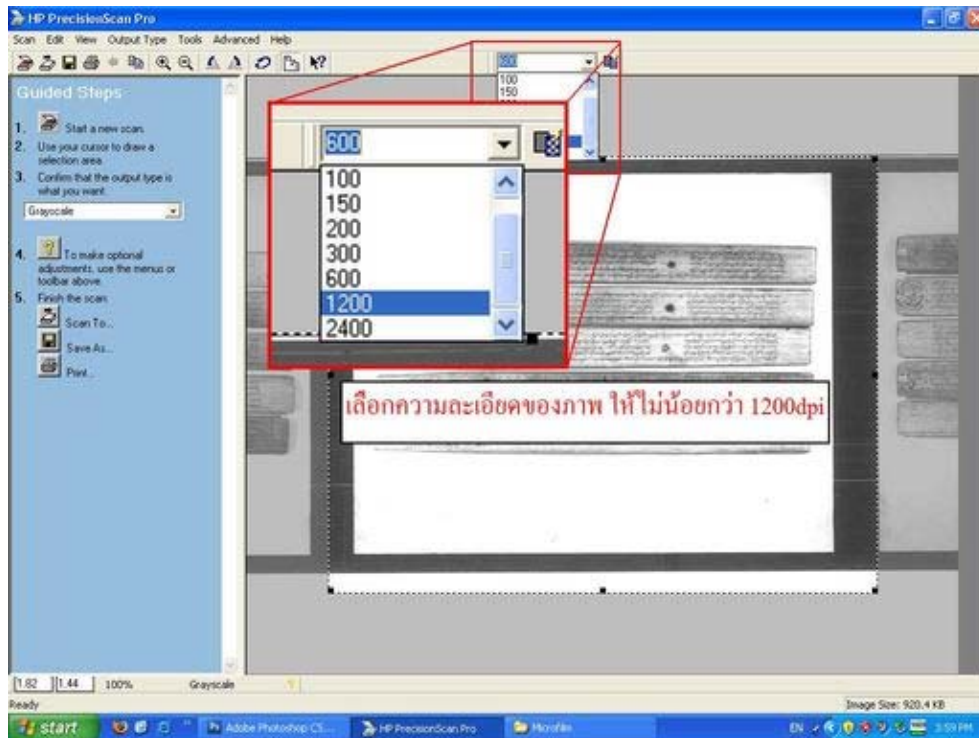 HP PrecisionScan Pro
Scan Edit View Output Type Tools Advanced Help
600
100
150
Guided Steps
1. Start a new scan.
2. Use your cursor to draw a
selection area.
3. Confirm that the output type is
what you want.
Grayscale
4. To make optional
adjustments, use the menus or
toolbar above.
5. Finish the scan:
Scan To...
Save As...
Print...
600
100
150
200
300
600
1200
2400
เลือกความละเอียดของภาพ ให้ไม่น้อยกว่า 1200dpi
1.82 1.44 100% Grayscale
Ready
Image Size: 920.4 KB
start
Adobe Photoshop CS...
HP PrecisionScan Pro
Microfilm
EN
3:59 PM